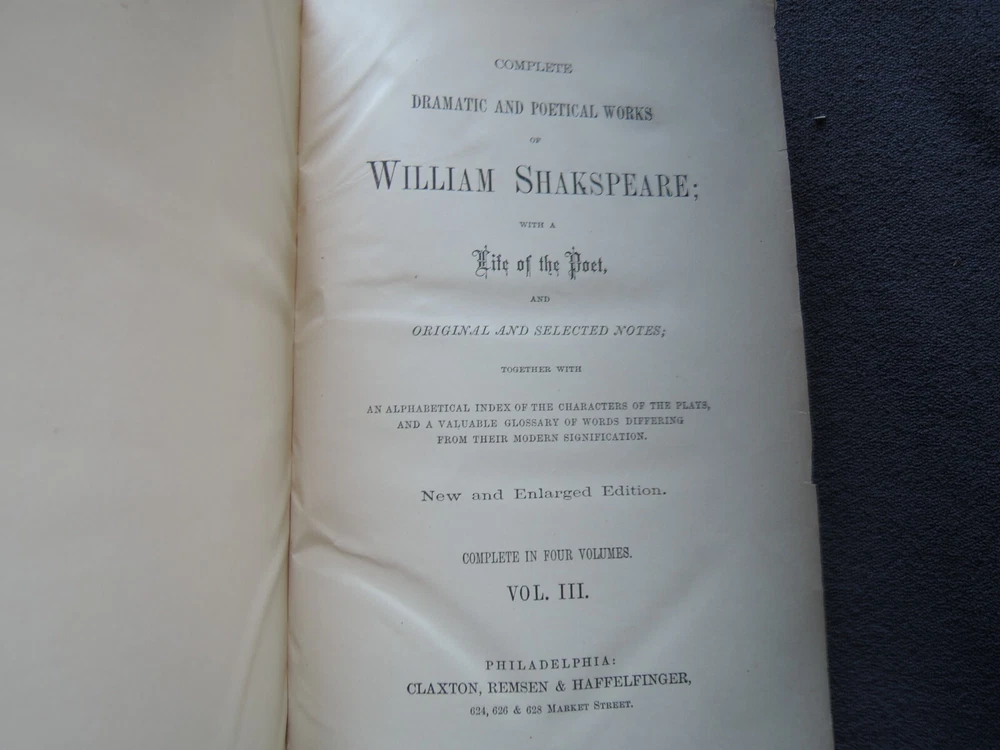 COMPLETE
DRAMATIC AND POETICAL WORKS
OF
WILLIAM SHAKSPEARE;
WITH A
Life of the Poet,
AND
ORIGINAL AND SELECTED NOTES;
TOGETHER WITH
AN ALPHABETICAL INDEX OF THE CHARACTERS OF THE PLAYS,
AND A VALUABLE GLOSSARY OF WORDS DIFFERING
FROM THEIR MODERN SIGNIFICATION.
New and Enlarged Edition.
COMPLETE IN FOUR VOLUMES.
VOL. III.
PHILADELPHIA:
CLAXTON, REMSEN & HAFFELFINGER,
624, 626 & 628 MARKET STREET.